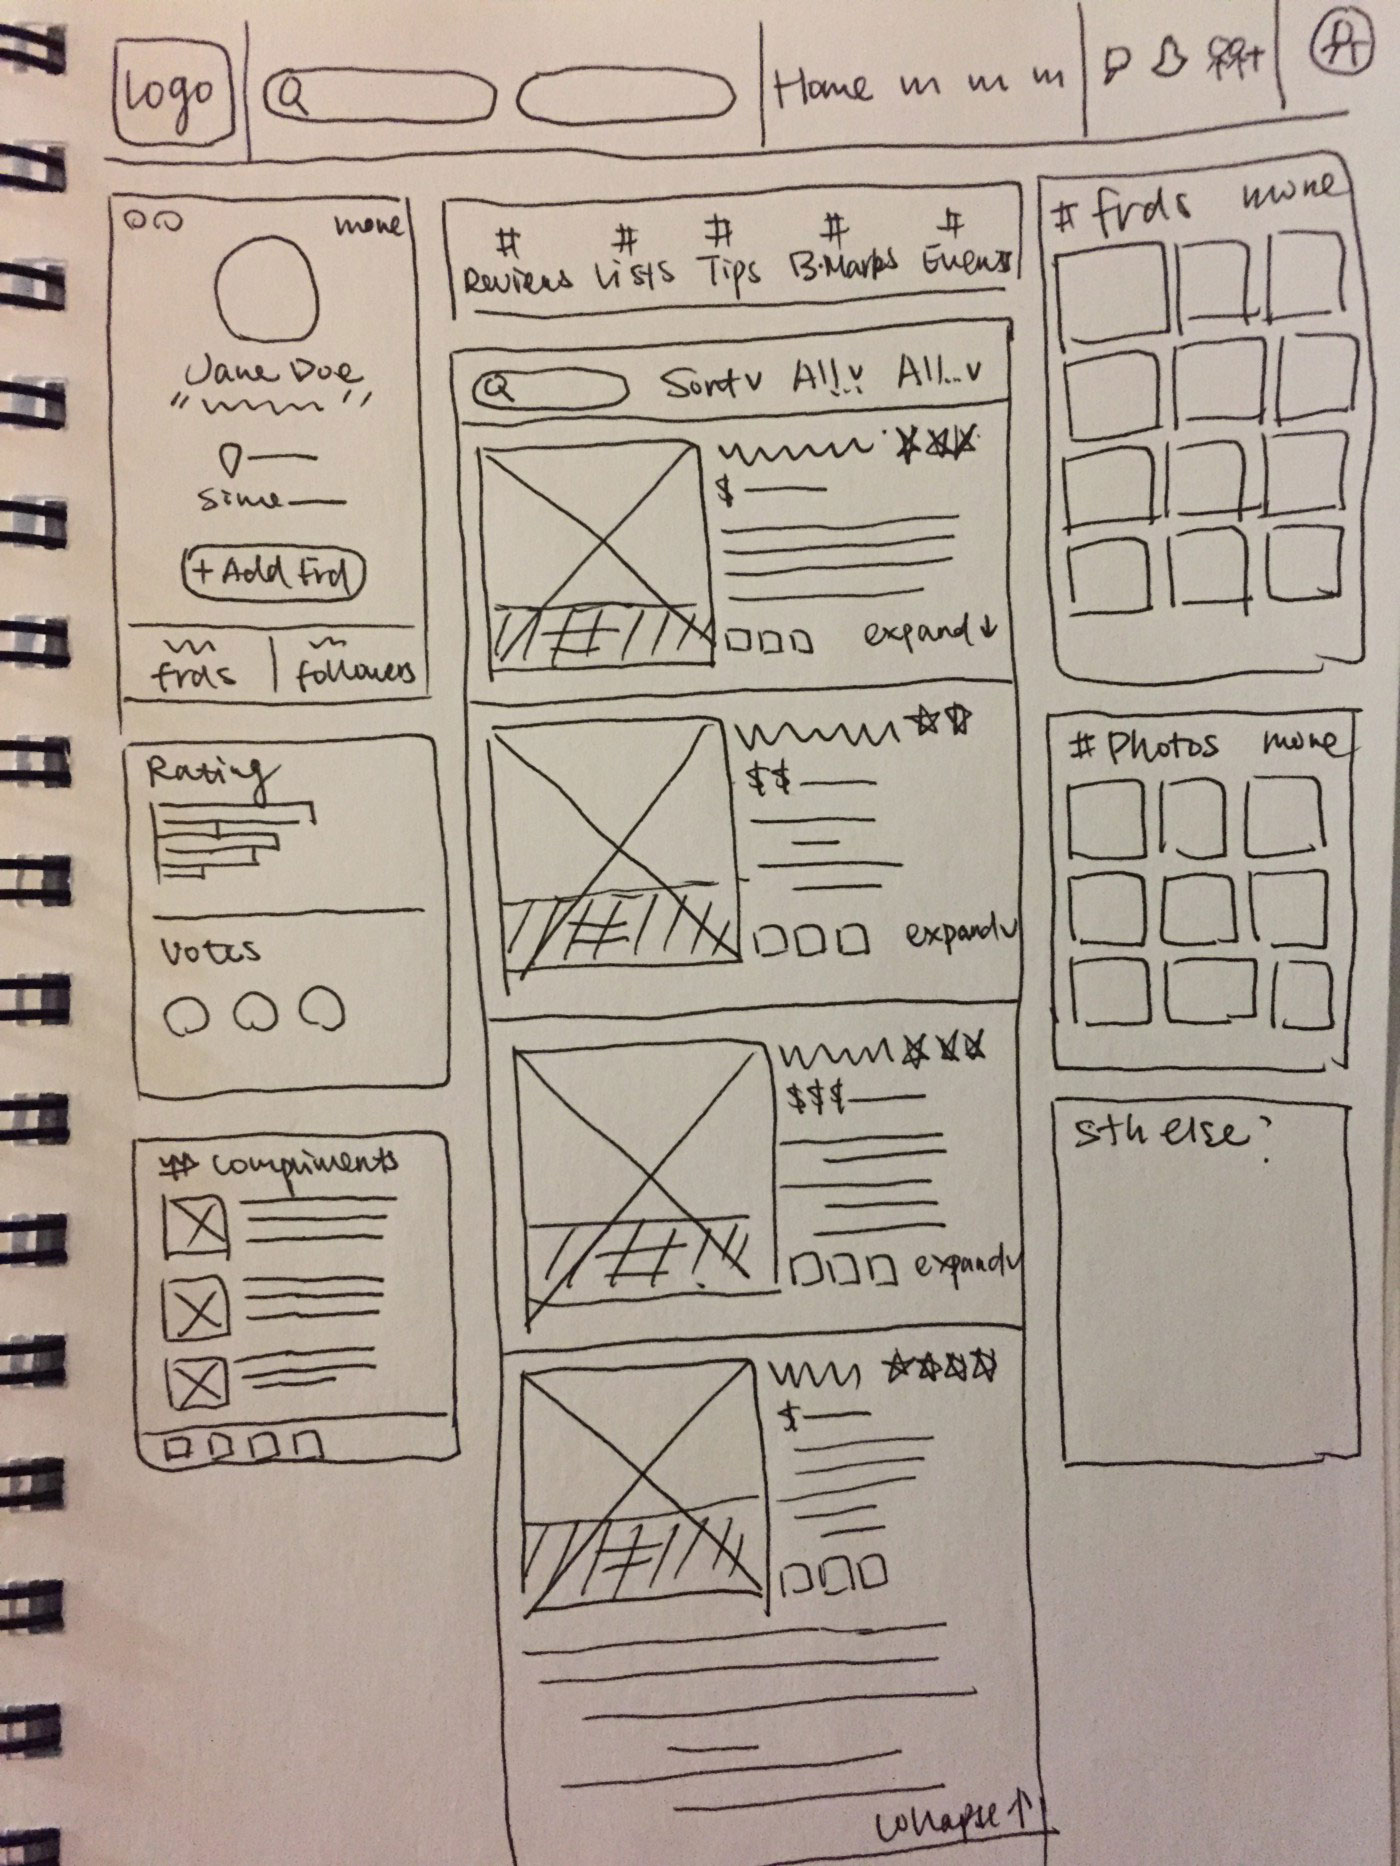 Logo
Home
more
Jane Doe
Since
+ Add Frd
frds
followers
Rating
Votes
# Compliments
# # # # #
Reviews Lists Tips B.Marks Events
Sort v All... v All... v
$
# expand ↓
$$
# expand v
$$$
# expand v
$
#
collapse ↑
# frds more
# Photos more
sth else?